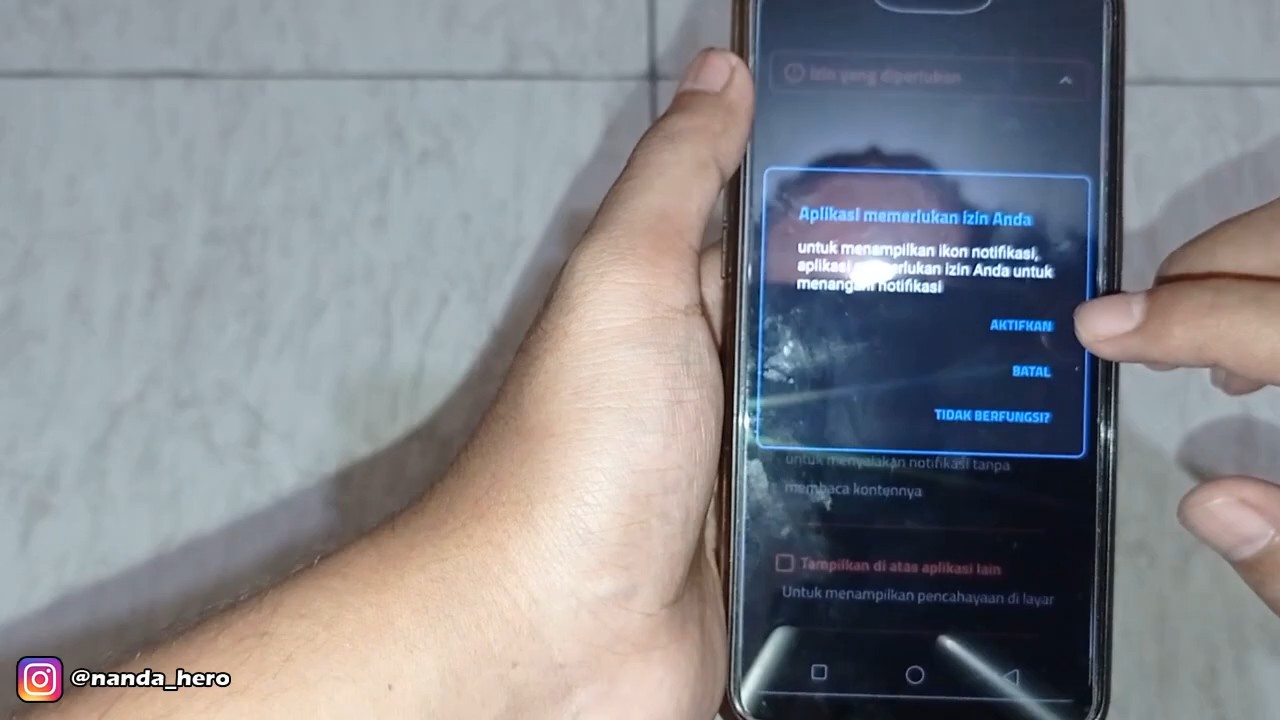 Izin yang diperlukan
Aplikasi memerlukan izin Anda
untuk menampilkan ikon notifikasi,
aplikasi memerlukan izin Anda untuk
menangani notifikasi
AKTIFKAN
BATAL
TIDAK BERFUNGSI?
untuk menyalakan notifikasi tanpa
membaca kontennya
Tampilkan di atas aplikasi lain
Untuk menampilkan pencahayaan di layar
@nanda_hero